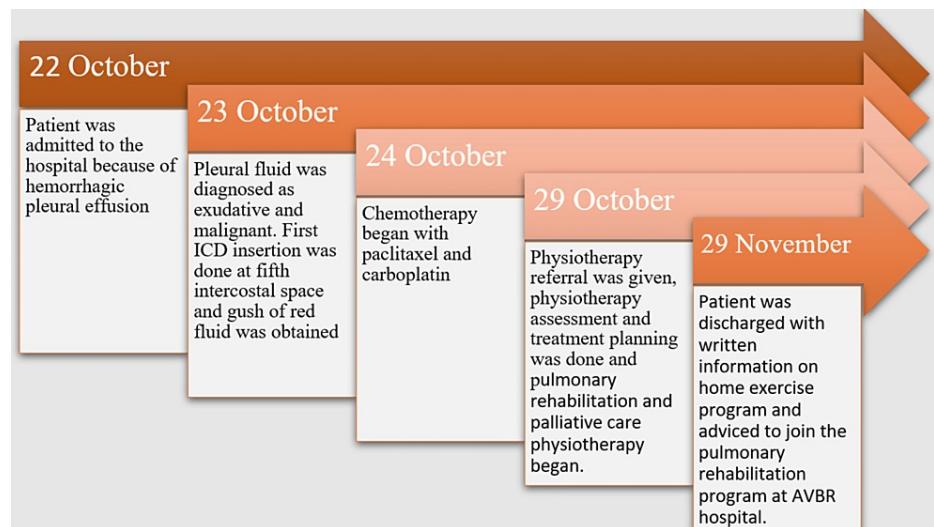 22 October
Patient was
admitted to the
hospital because of
hemorrhagic
pleural effusion
23 October
Pleural fluid was
diagnosed as
exudative and
malignant. First
ICD insertion was
done at fifth
intercostal space
and gush of red
fluid was obtained
24 October
Chemotherapy
began with
paclitaxel and
carboplatin
29 October
Physiotherapy
referral was given,
physiotherapy
assessment and
treatment planning
was done and
pulmonary
rehabilitation and
palliative care
physiotherapy
began.
29 November
Patient was
discharged with
written
information on
home exercise
program and
adviced to join the
pulmonary
rehabilitation
program at AVBR
hospital.